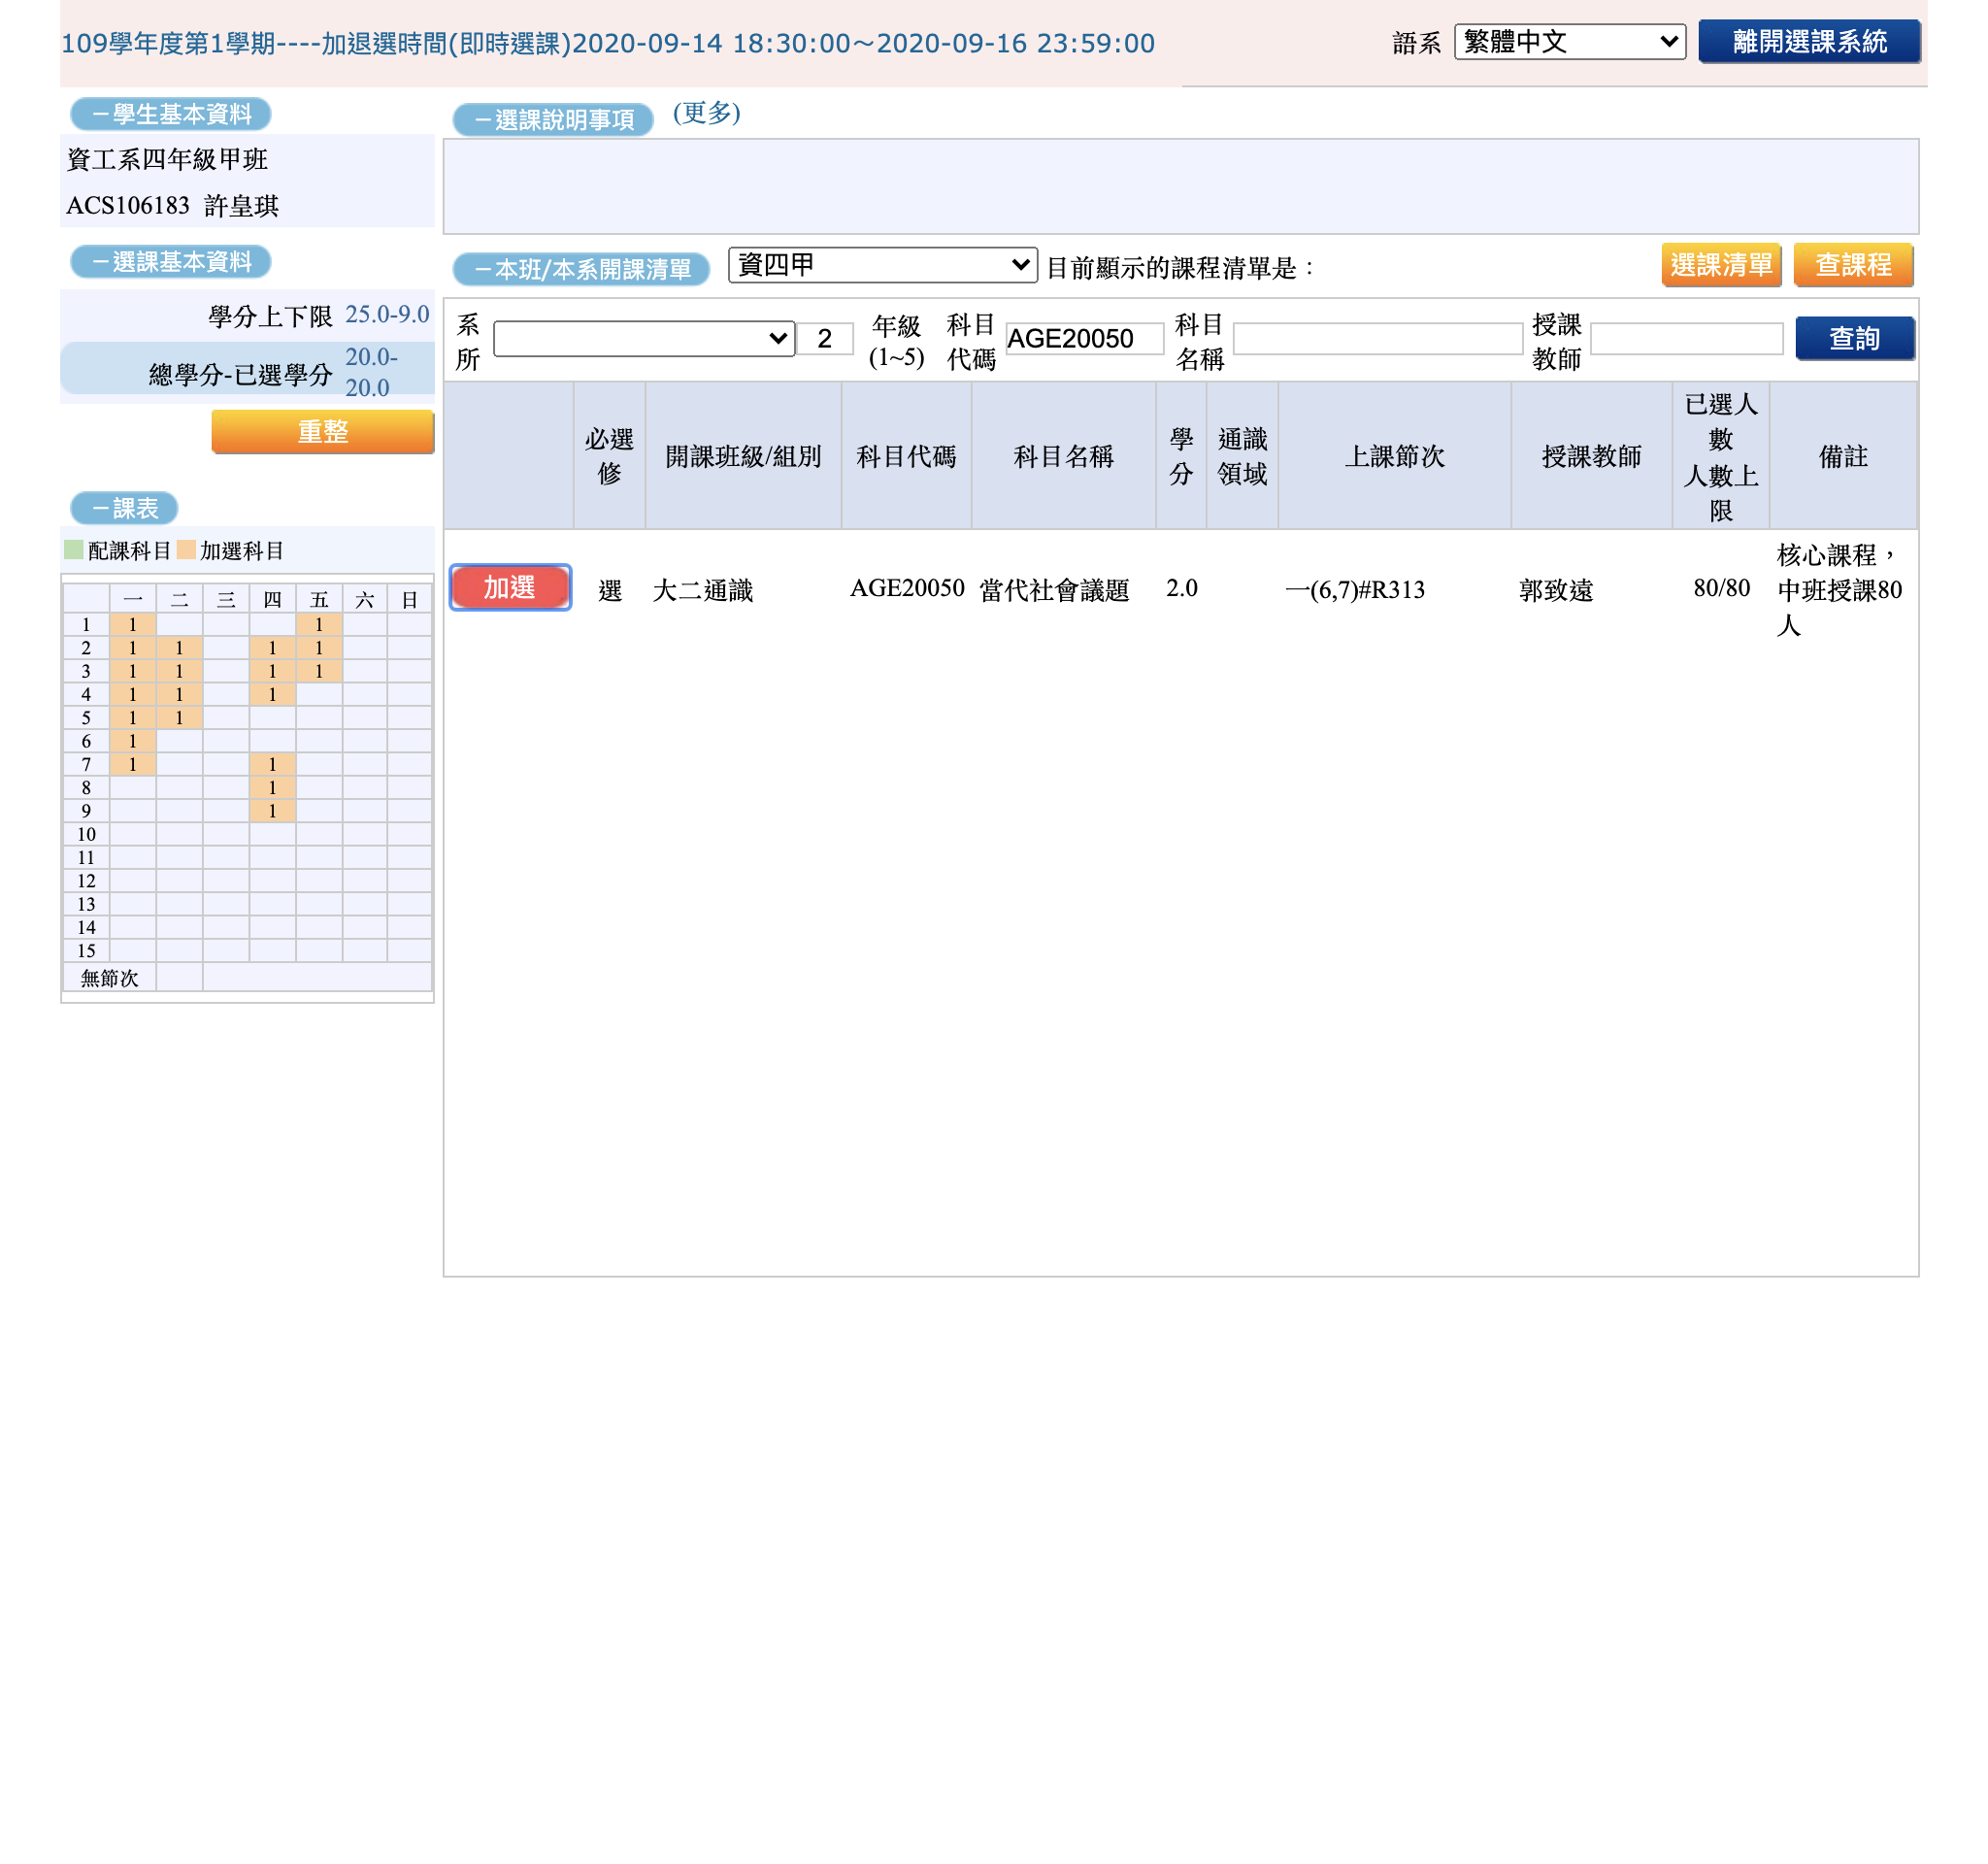 109學年度第1學期----加退選時間(即時選課)2020-09-14 18:30:00～2020-09-16 23:59:00
語系 繁體中文 離開選課系統
－學生基本資料
資工系四年級甲班
ACS106183 許皇琪
－選課基本資料
學分上下限 25.0-9.0
總學分-已選學分 20.0-
20.0
重整
－課表
配課科目 加選科目
一 二 三 四 五 六 日
1 1 1
2 1 1 1 1
3 1 1 1 1
4 1 1 1
5 1 1
6 1
7 1 1
8 1
9 1
10
11
12
13
14
15
無節次
－選課說明事項 (更多)
－本班/本系開課清單 資四甲 目前顯示的課程清單是： 選課清單 查課程
系
所 2 年級
(1~5) 科目
代碼 AGE20050 科目
名稱 授課
教師 查詢
必選
修 開課班級/組別 科目代碼 科目名稱 學
分 通識
領域 上課節次 授課教師 已選人
數
人數上
限 備註
加選 選 大二通識 AGE20050 當代社會議題 2.0 一(6,7)#R313 郭致遠 80/80 核心課程，
中班授課80
人